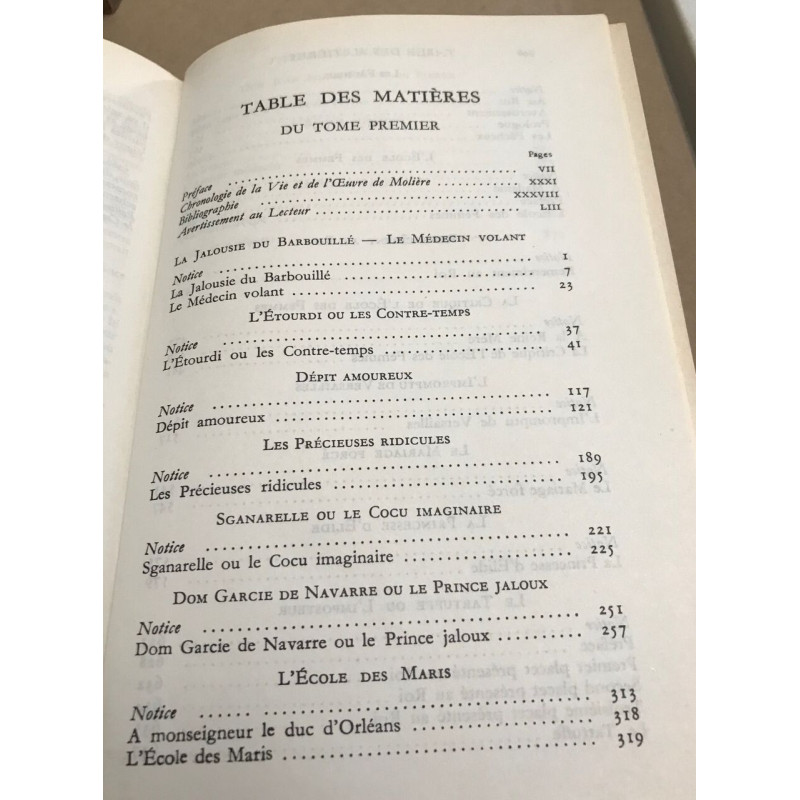 TABLE DES MATIÈRES
DU TOME PREMIER
Pages
Préface ........ VII
Chronologie de la Vie et de l'Œuvre de Molière ........ XXXI
Bibliographie ........ XXXVIII
Avertissement au Lecteur ........ LIII
LA JALOUSIE DU BARBOUILLÉ — LE MÉDECIN VOLANT
Notice ........ 1
La Jalousie du Barbouillé ........ 7
Le Médecin volant ........ 23
L'ÉTOURDI OU LES CONTRE-TEMPS
Notice ........ 37
L'Étourdi ou les Contre-temps ........ 41
DÉPIT AMOUREUX
Notice ........ 117
Dépit amoureux ........ 121
LES PRÉCIEUSES RIDICULES
Notice ........ 189
Les Précieuses ridicules ........ 195
SGANARELLE OU LE COCU IMAGINAIRE
Notice ........ 221
Sganarelle ou le Cocu imaginaire ........ 225
DOM GARCIE DE NAVARRE OU LE PRINCE JALOUX
Notice ........ 251
Dom Garcie de Navarre ou le Prince jaloux ........ 257
L'ÉCOLE DES MARIS
Notice ........ 313
A monseigneur le duc d'Orléans ........ 318
L'École des Maris ........ 319